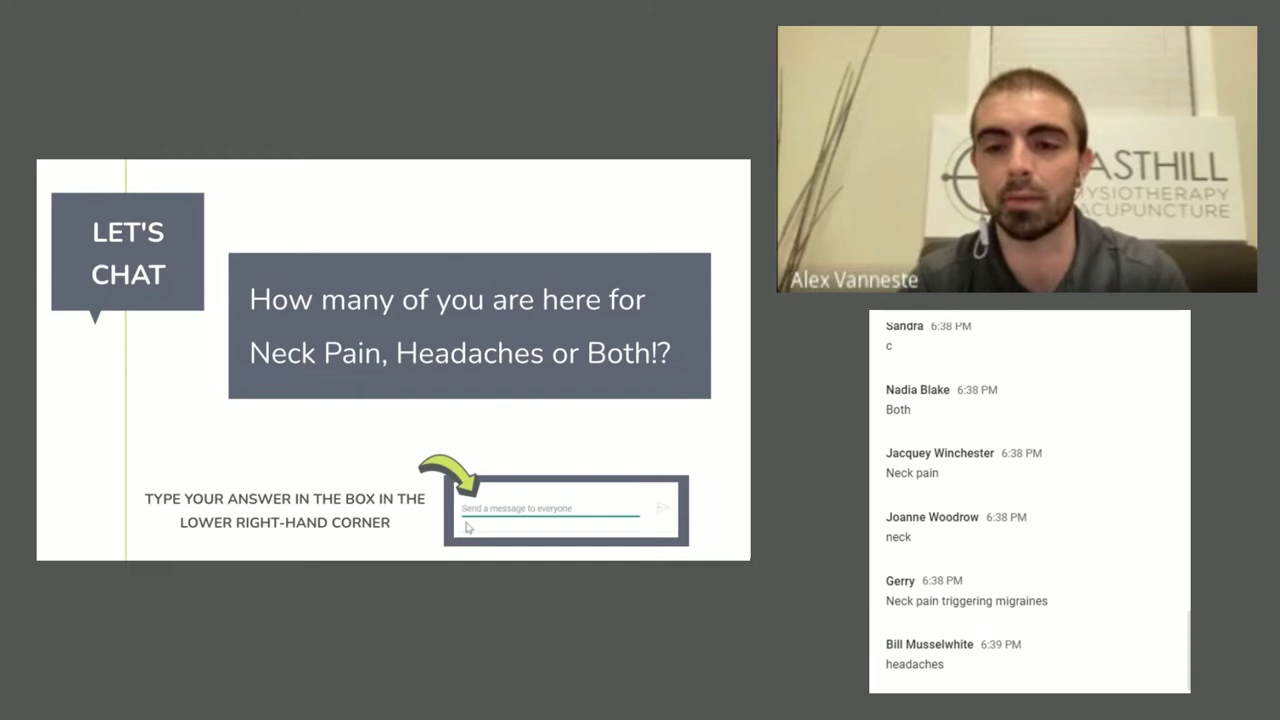 LET'S
CHAT
How many of you are here for
Neck Pain, Headaches or Both!?
TYPE YOUR ANSWER IN THE BOX IN THE
LOWER RIGHT-HAND CORNER
Send a message to everyone
ASTHILL
YSIOTHERAPY
ACUPUNCTURE
Alex Vanneste
Sandra 6:38 PM
c
Nadia Blake 6:38 PM
Both
Jacquey Winchester 6:38 PM
Neck pain
Joanne Woodrow 6:38 PM
neck
Gerry 6:38 PM
Neck pain triggering migraines
Bill Musselwhite 6:39 PM
headaches